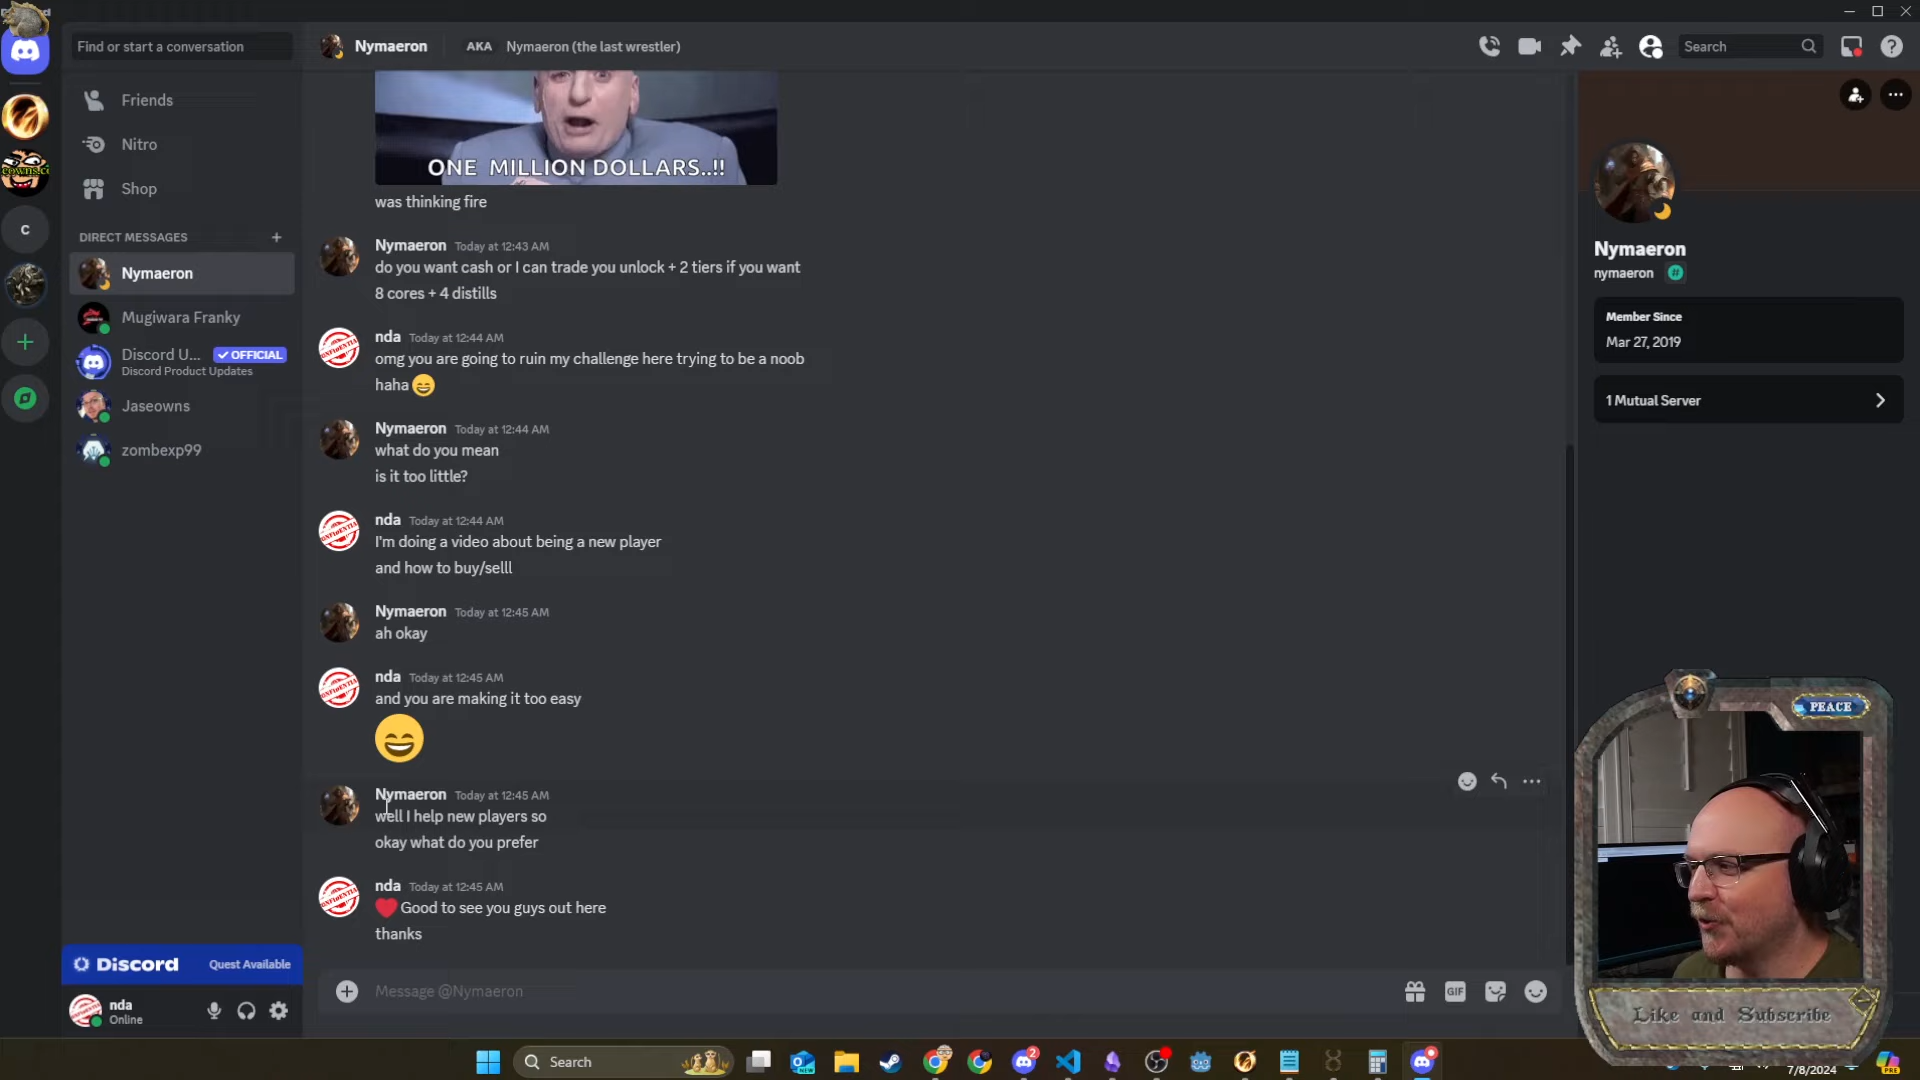 Find or start a conversation
Nymaeron
AKA
Nymaeron (the last wrestler)
Search
Friends
Nitro
Shop
DIRECT MESSAGES
Nymaeron
Mugiwara Franky
Discord U...
OFFICIAL
Discord Product Updates
Jaseowns
zombexp99
C
ONE MILLION DOLLARS..!!
was thinking fire
Nymaeron Today at 12:43 AM
do you want cash or I can trade you unlock + 2 tiers if you want
8 cores + 4 distills
nda Today at 12:44 AM
omg you are going to ruin my challenge here trying to be a noob
haha
Nymaeron Today at 12:44 AM
what do you mean
is it too little?
nda Today at 12:44 AM
I'm doing a video about being a new player
and how to buy/selll
Nymaeron Today at 12:45 AM
ah okay
nda Today at 12:45 AM
and you are making it too easy
Nymaeron Today at 12:45 AM
well I help new players so
okay what do you prefer
nda Today at 12:45 AM
Good to see you guys out here
thanks
Message @Nymaeron
GIF
Nymaeron
nymaeron #
Member Since
Mar 27, 2019
1 Mutual Server
PEACE
Like and Subscribe
Discord
Quest Available
nda
Online
Search
NEW
2
7/8/2024
PRE